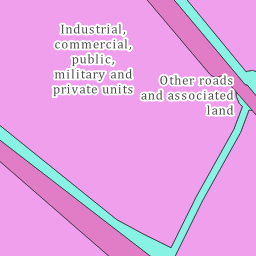 Industrial,
commercial,
public,
military and
private units
Other roads
and associated
land